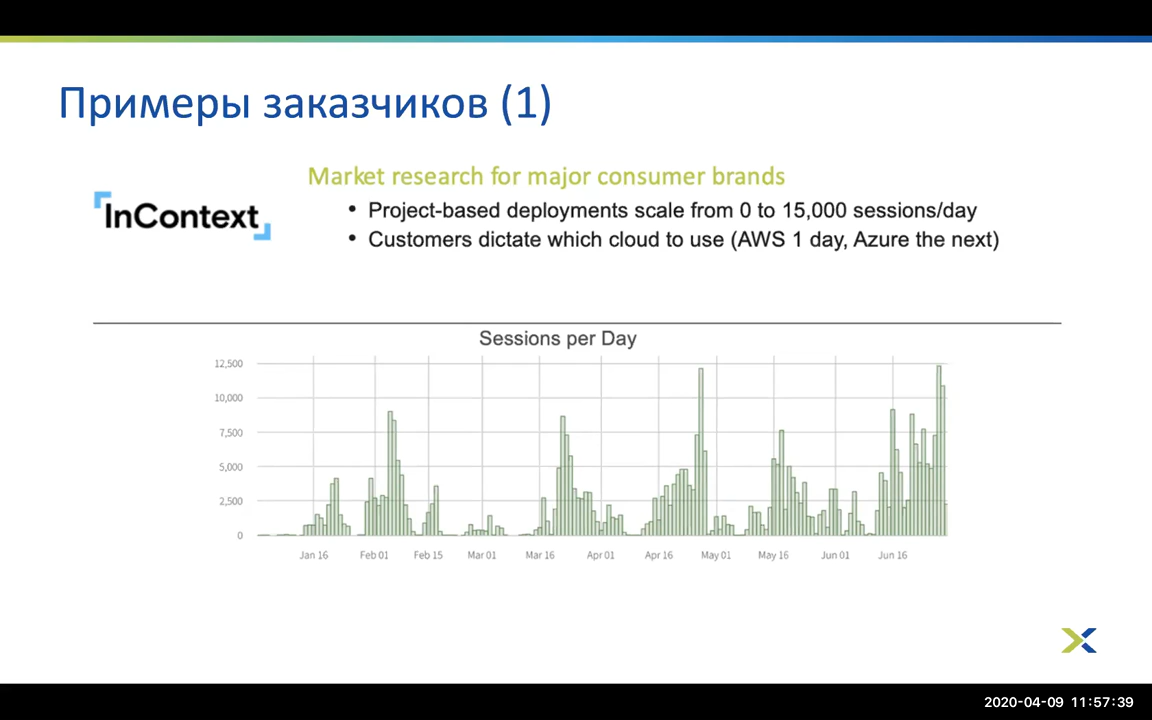 Примеры заказчиков (1)
Market research for major consumer brands
InContext
• Project-based deployments scale from 0 to 15,000 sessions/day
• Customers dictate which cloud to use (AWS 1 day, Azure the next)
Sessions per Day
12,500
10,000
7,500
5,000
2,500
0
Jan 16 Feb 01 Feb 15 Mar 01 Mar 16 Apr 01 Apr 16 May 01 May 16 Jun 01 Jun 16
2020-04-09 11:57:39